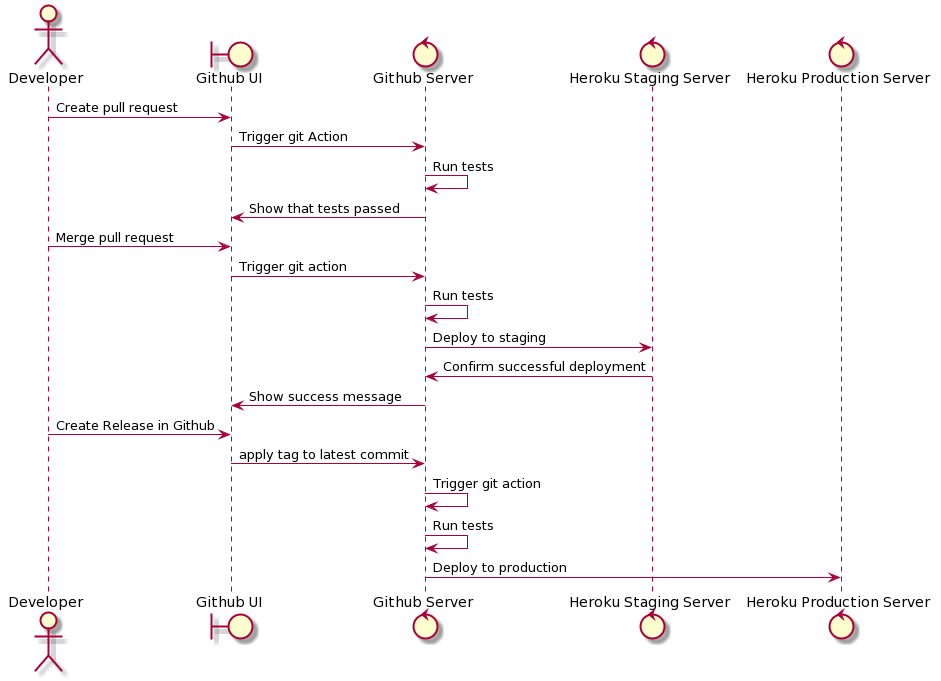 Developer
Github UI
Github Server
Heroku Staging Server
Heroku Production Server
Create pull request
Trigger git Action
Run tests
Show that tests passed
Merge pull request
Trigger git action
Run tests
Deploy to staging
Confirm successful deployment
Show success message
Create Release in Github
apply tag to latest commit
Trigger git action
Run tests
Deploy to production
Developer
Github UI
Github Server
Heroku Staging Server
Heroku Production Server